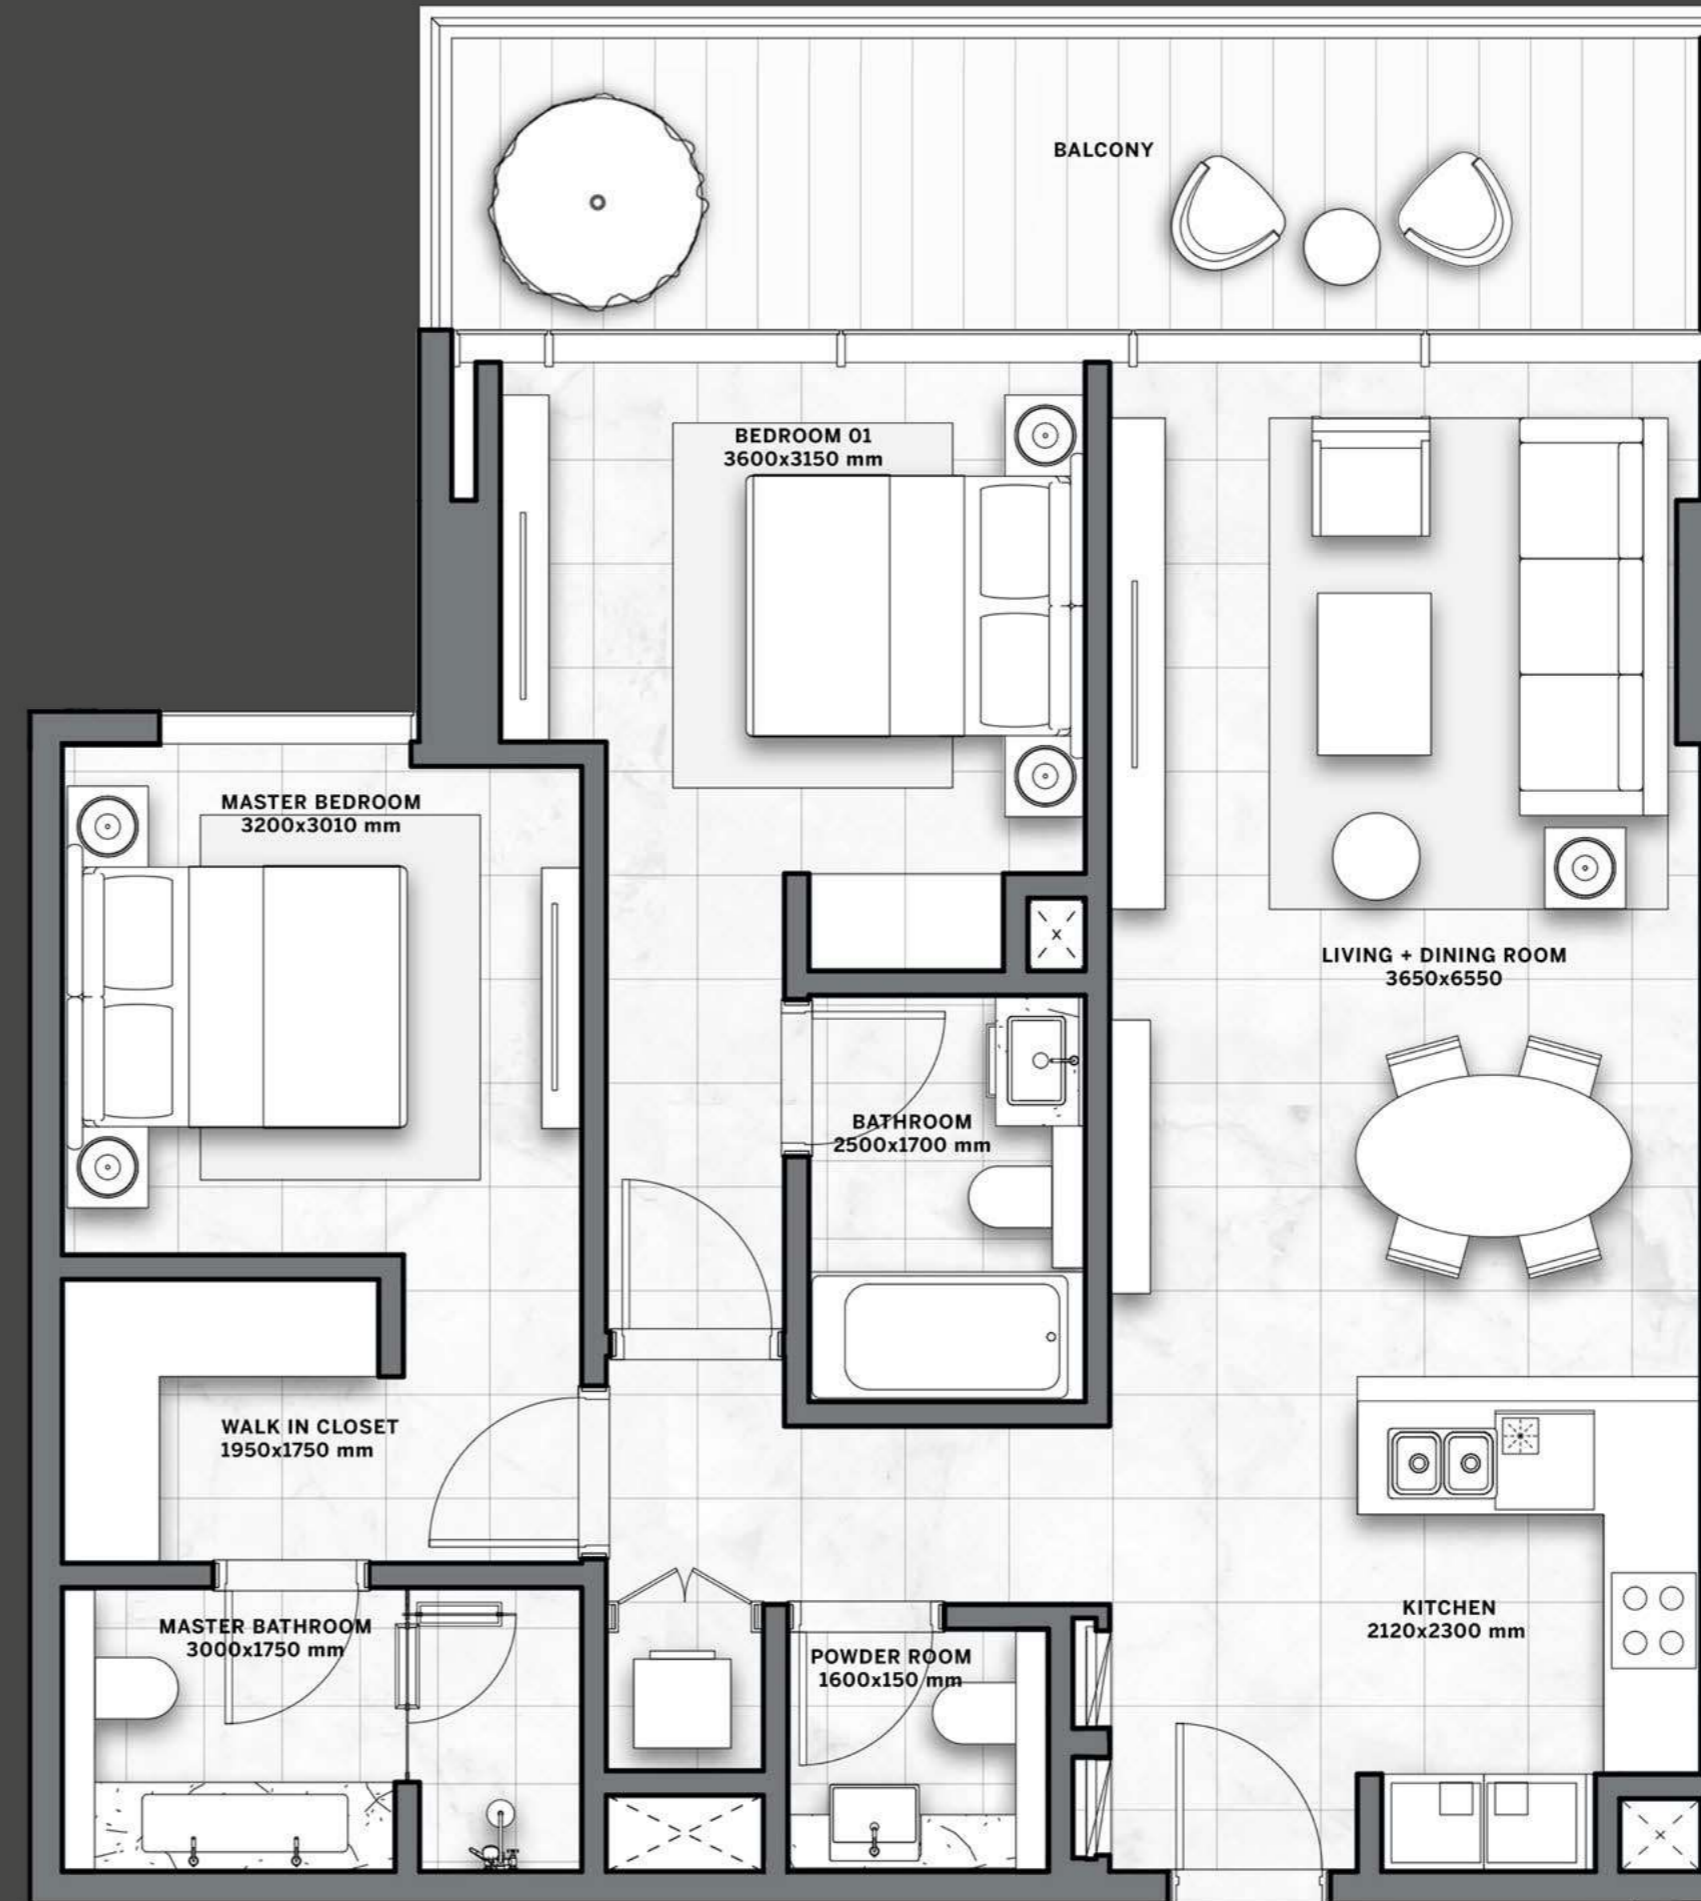 BALCONY
BEDROOM 01
3600x3150 mm
MASTER BEDROOM
3200x3010 mm
LIVING + DINING ROOM
3650x6550
BATHROOM
2500x1700 mm
WALK IN CLOSET
1950x1750 mm
KITCHEN
2120x2300 mm
MASTER BATHROOM
3000x1750 mm
POWDER ROOM
1600x150 mm